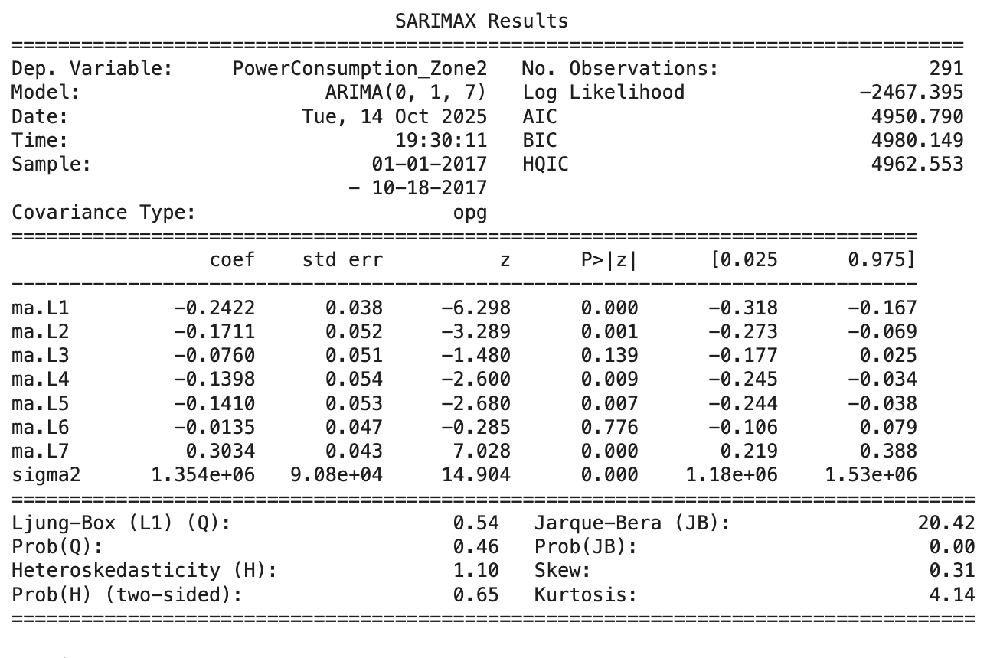 SARIMAX Results
===================================================================================
Dep. Variable:     PowerConsumption_Zone2   No. Observations:                  291
Model:                     ARIMA(0, 1, 7)   Log Likelihood               -2467.395
Date:                    Tue, 14 Oct 2025   AIC                           4950.790
Time:                            19:30:11   BIC                           4980.149
Sample:                        01-01-2017   HQIC                          4962.553
                             - 10-18-2017
Covariance Type:                      opg
===============================================================================
                 coef    std err          z      P>|z|      [0.025      0.975]
-------------------------------------------------------------------------------
ma.L1         -0.2422      0.038     -6.298      0.000      -0.318      -0.167
ma.L2         -0.1711      0.052     -3.289      0.001      -0.273      -0.069
ma.L3         -0.0760      0.051     -1.480      0.139      -0.177       0.025
ma.L4         -0.1398      0.054     -2.600      0.009      -0.245      -0.034
ma.L5         -0.1410      0.053     -2.680      0.007      -0.244      -0.038
ma.L6         -0.0135      0.047     -0.285      0.776      -0.106       0.079
ma.L7          0.3034      0.043      7.028      0.000       0.219       0.388
sigma2      1.354e+06   9.08e+04     14.904      0.000    1.18e+06    1.53e+06
====================================================================================
Ljung-Box (L1) (Q):                   0.54   Jarque-Bera (JB):                20.42
Prob(Q):                              0.46   Prob(JB):                         0.00
Heteroskedasticity (H):               1.10   Skew:                             0.31
Prob(H) (two-sided):                  0.65   Kurtosis:                         4.14
====================================================================================